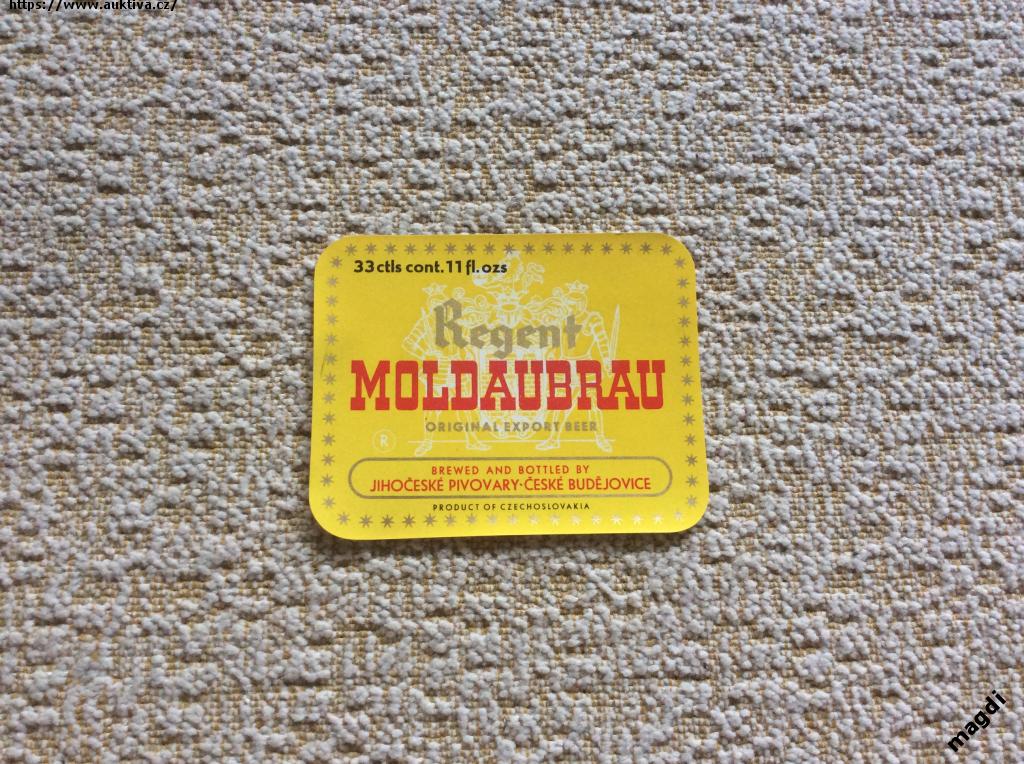 https://www.auktiva.cz/
33 ctls cont. 11 fl. ozs
Regent
MOLDAUBRAU
ORIGINAL EXPORT BEER
R
BREWED AND BOTTLED BY
JIHOČESKÉ PIVOVARY·ČESKÉ BUDĚJOVICE
PRODUCT OF CZECHOSLOVAKIA
magdi